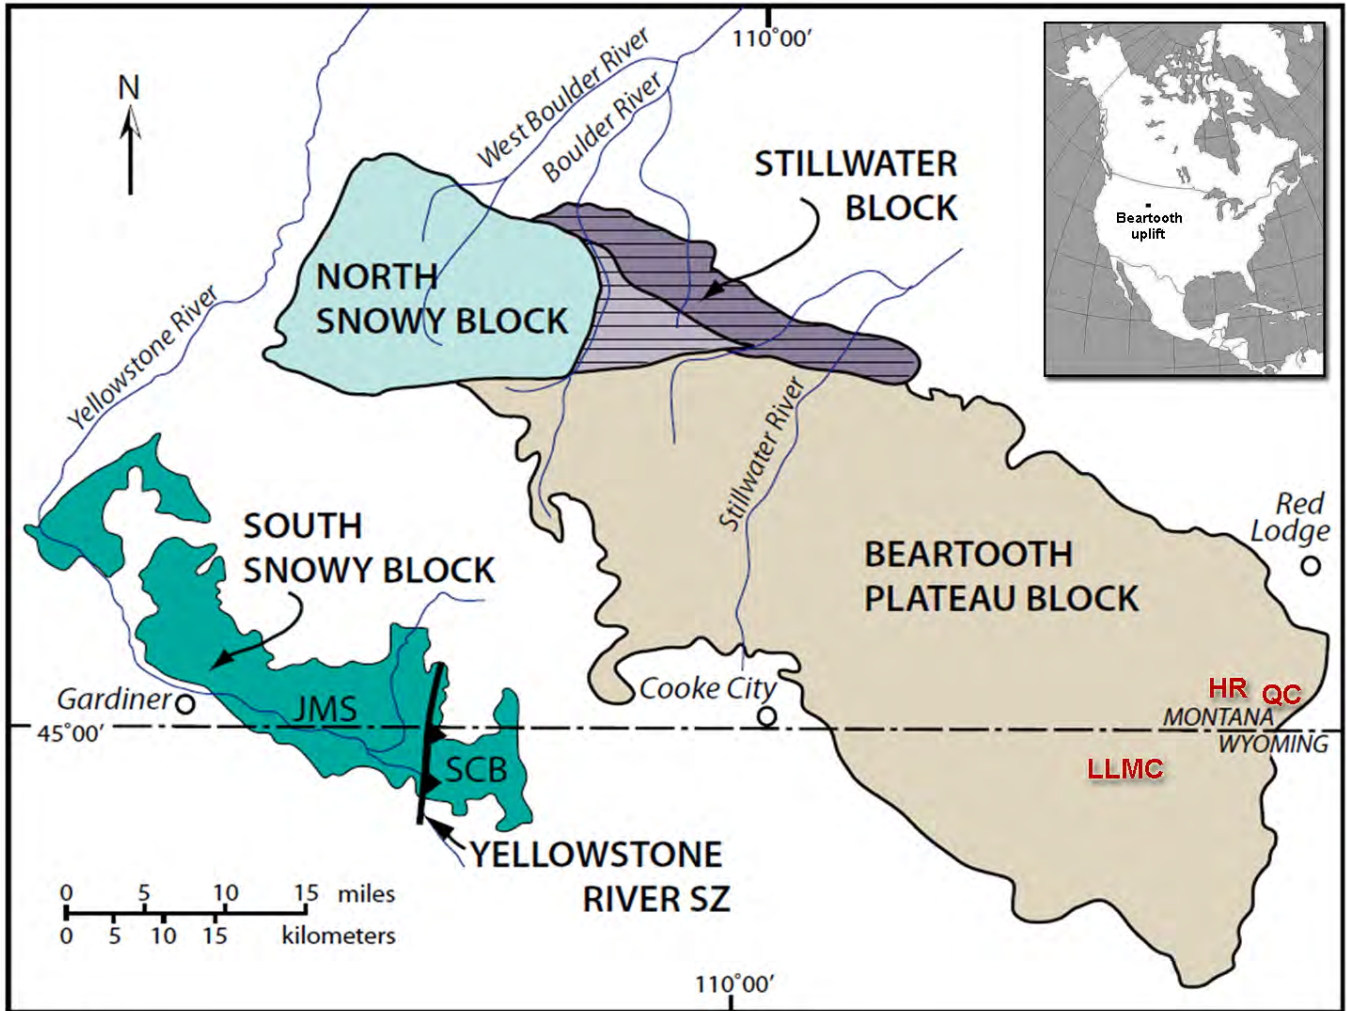 110°00'
N
West Boulder River
Boulder River
STILLWATER
BLOCK
Beartooth
uplift
NORTH
SNOWY BLOCK
Yellowstone River
Stillwater River
Red
Lodge
SOUTH
SNOWY BLOCK
BEARTOOTH
PLATEAU BLOCK
Gardiner
JMS
Cooke City
HR
QC
MONTANA
45°00'
WYOMING
SCB
LLMC
YELLOWSTONE
RIVER SZ
0 5 10 15 miles
0 5 10 15 kilometers
110°00'